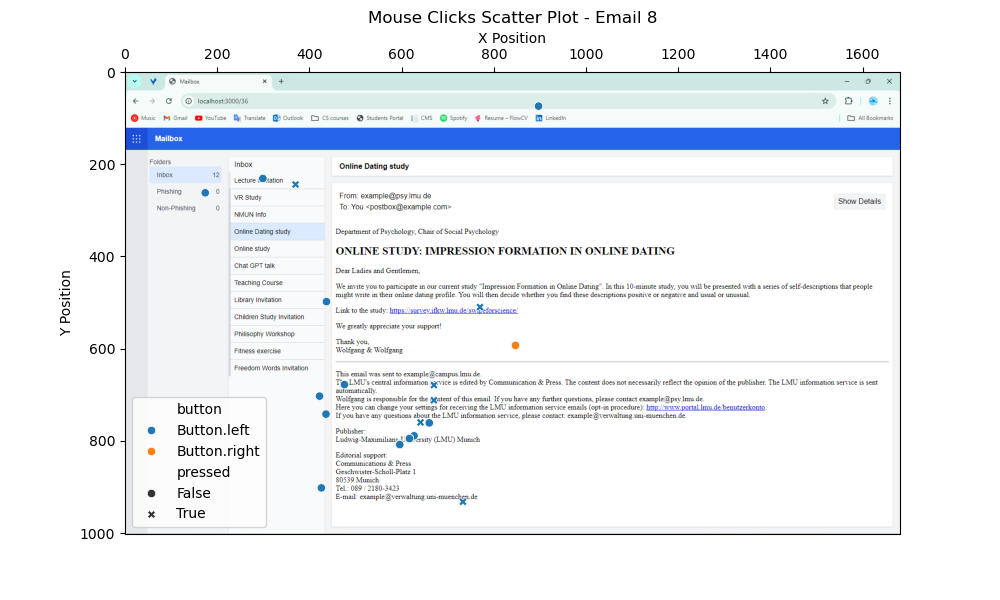 Mouse Clicks Scatter Plot - Email 8
X Position
0 200 400 600 800 1000 1200 1400 1600
Y Position
0
200
400
600
800
1000
Mailbox
localhost:3000/36
Music Gmail YouTube Translate Outlook CS courses Students Portal CMS Spotify Resume – FlowCV LinkedIn All Bookmarks
Mailbox
Folders
Inbox 12
Phishing 0
Non-Phishing 0
Inbox
Lecture
VR Study
NMUN Info
Online Dating study
Online study
Chat GPT talk
Teaching Course
Library Invitation
Children Study Invitation
Philisophy Workshop
Fitness exercise
Freedom Words Invitation
Online Dating study
From: example@psy.lmu.de
To: You <postbox@example.com>
Show Details
Department of Psychology, Chair of Social Psychology
ONLINE STUDY: IMPRESSION FORMATION IN ONLINE DATING
Dear Ladies and Gentlemen,
We invite you to participate in our current study "Impression Formation in Online Dating". In this 10-minute study, you will be presented with a series of self-descriptions that people
might write in their online dating profile. You will then decide whether you find these descriptions positive or negative and usual or unusual.
Link to the study: https://survey.ifkw.lmu.de/swipeforscience/
We greatly appreciate your support!
Thank you,
Wolfgang & Wolfgang
This email was sent to example@campus.lmu.de.
The LMU's central information service is edited by Communication & Press. The content does not necessarily reflect the opinion of the publisher. The LMU information service is sent
automatically.
Wolfgang is responsible for the content of this email. If you have any further questions, please contact example@psy.lmu.de.
Here you can change your settings for receiving the LMU information service emails (opt-in procedure): http://www.portal.lmu.de/benutzerkonto.
If you have any questions about the LMU information service, please contact: example@verwaltung.uni-muenchen.de.
Publisher:
Ludwig-Maximilians-University (LMU) Munich
Editorial support:
Communications & Press
Geschwister-Scholl-Platz 1
80539 Munich
Tel.: 089 / 2180-3423
E-mail: example@verwaltung.uni-muenchen.de
button
Button.left
Button.right
pressed
False
True